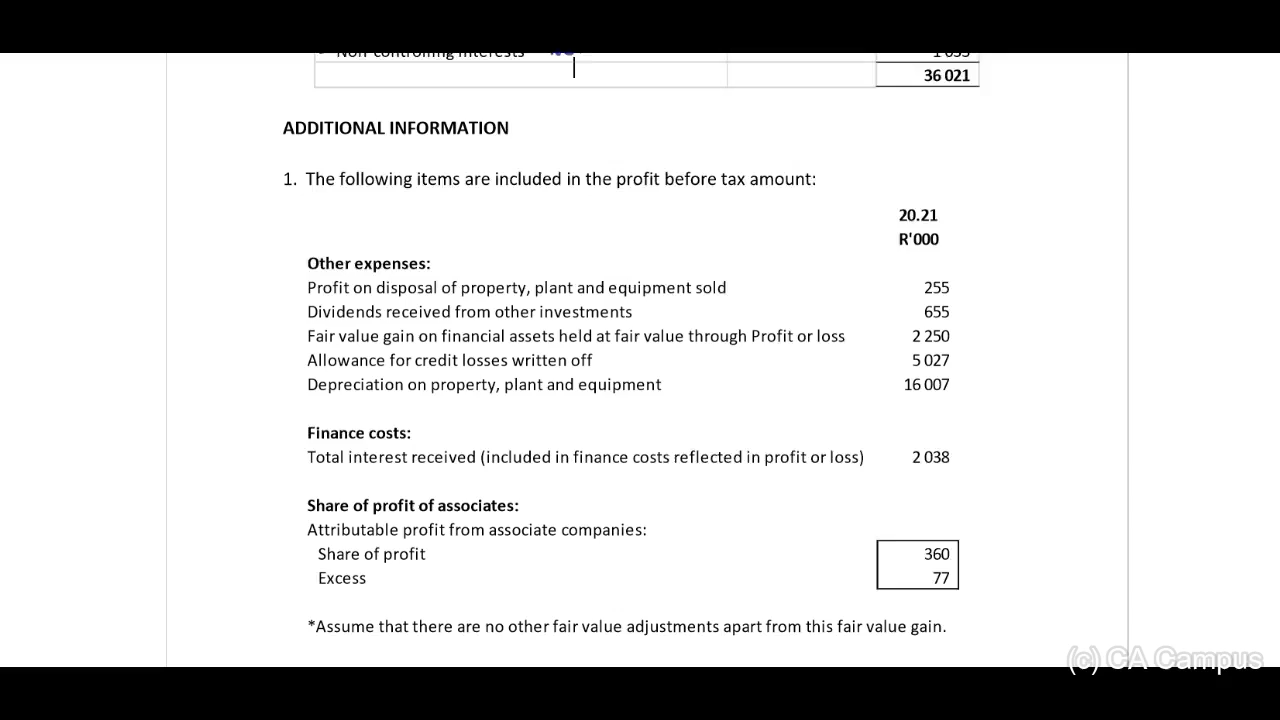 Non-controlling interests
36 021
ADDITIONAL INFORMATION
1. The following items are included in the profit before tax amount:
20.21
R'000
Other expenses:
Profit on disposal of property, plant and equipment sold 255
Dividends received from other investments 655
Fair value gain on financial assets held at fair value through Profit or loss 2 250
Allowance for credit losses written off 5 027
Depreciation on property, plant and equipment 16 007
Finance costs:
Total interest received (included in finance costs reflected in profit or loss) 2 038
Share of profit of associates:
Attributable profit from associate companies:
Share of profit 360
Excess 77
*Assume that there are no other fair value adjustments apart from this fair value gain.
(c) CA Campus